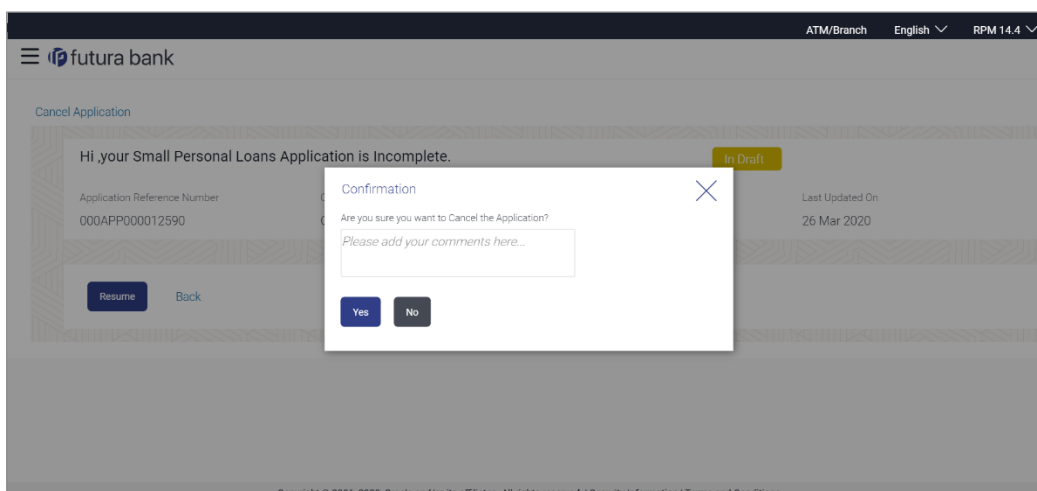 ATM/Branch English RPM 14.4
futura bank
Cancel Application
Hi ,your Small Personal Loans Application is Incomplete.
In Draft
Confirmation
Application Reference Number
Last Updated On
Are you sure you want to Cancel the Application?
000APP000012590
26 Mar 2020
Please add your comments here...
Resume Back
Yes No